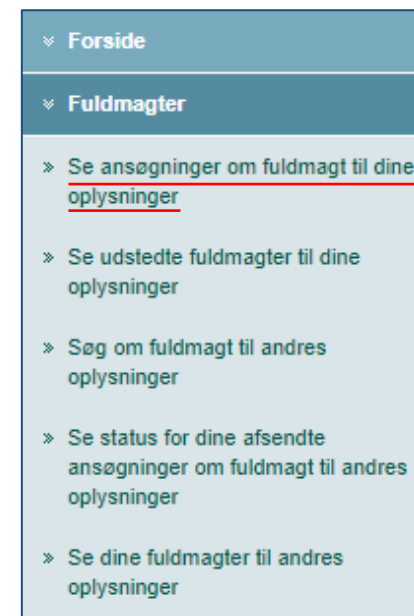 Forside
Fuldmagter
Se ansøgninger om fuldmagt til dine
oplysninger
Se udstedte fuldmagter til dine
oplysninger
Søg om fuldmagt til andres
oplysninger
Se status for dine afsendte
ansøgninger om fuldmagt til andres
oplysninger
Se dine fuldmagter til andres
oplysninger